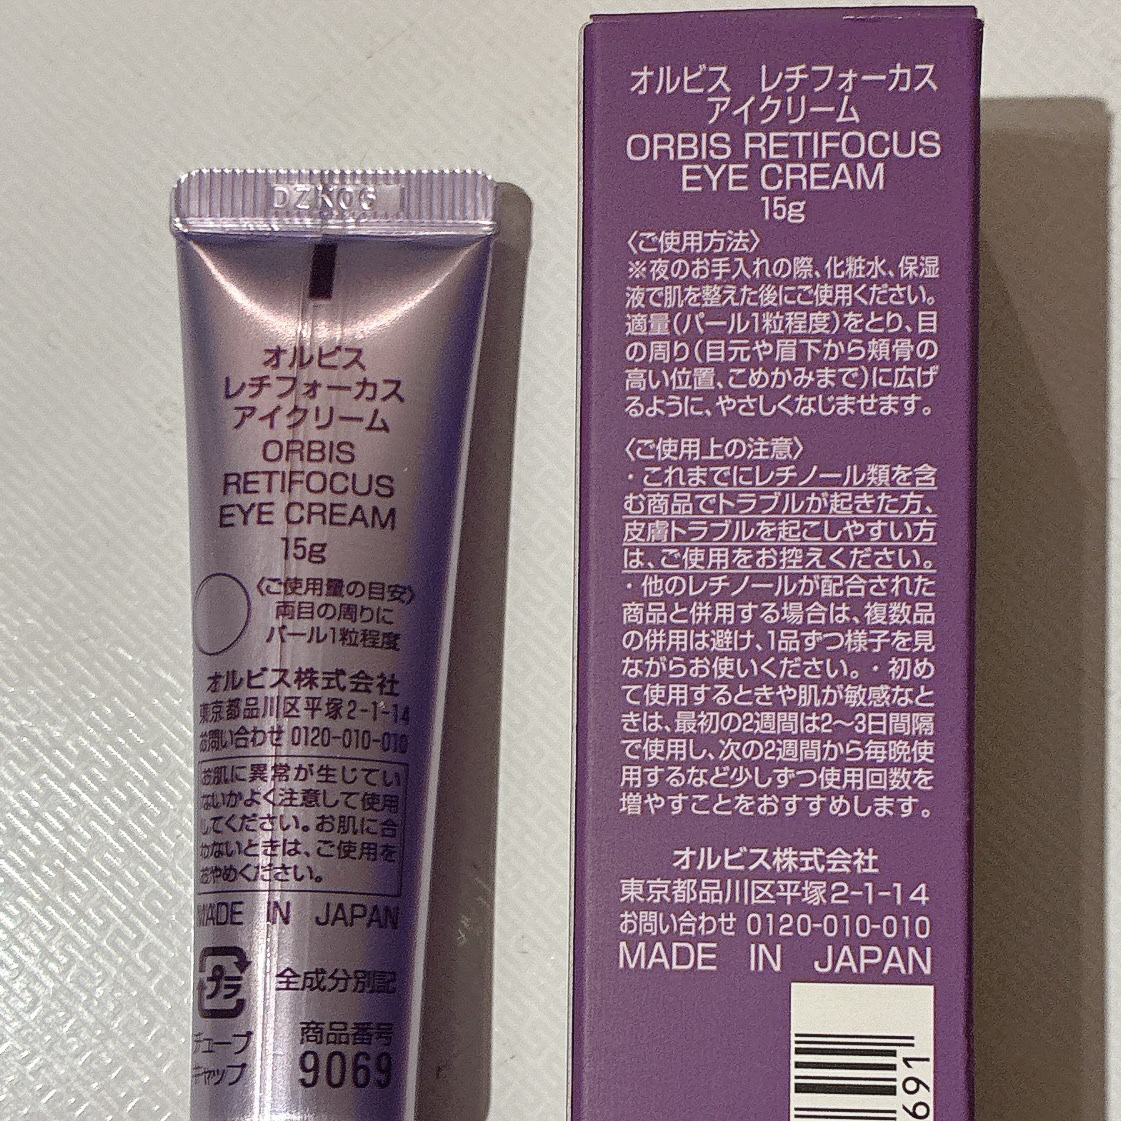 DZK06
オルビス
レチフォーカス
アイクリーム
ORBIS
RETIFOCUS
EYE CREAM
15g
〈ご使用量の目安〉
両目の周りに
パール1粒程度
オルビス株式会社
東京都品川区平塚2-1-14
お問い合わせ 0120-010-010
お肌に異常が生じてい
ないかよく注意して使用
してください。お肌に合
わないときは、ご使用を
おやめください。
MADE IN JAPAN
プラ
全成分別記
チューブ
キャップ
商品番号
9069
オルビス レチフォーカス
アイクリーム
ORBIS RETIFOCUS
EYE CREAM
15g
〈ご使用方法〉
※夜のお手入れの際、化粧水、保湿
液で肌を整えた後にご使用ください。
適量(パール1粒程度)をとり、目
の周り(目元や眉下から頬骨の
高い位置、こめかみまで)に広げ
るように、やさしくなじませます。
〈ご使用上の注意〉
・これまでにレチノール類を含
む商品でトラブルが起きた方、
皮膚トラブルを起こしやすい方
は、ご使用をお控えください。
・他のレチノールが配合された
商品と併用する場合は、複数品
の併用は避け、1品ずつ様子を見
ながらお使いください。・初め
て使用するときや肌が敏感なと
きは、最初の2週間は2〜3日間隔
で使用し、次の2週間から毎晩使
用するなど少しずつ使用回数を
増やすことをおすすめします。
オルビス株式会社
東京都品川区平塚2-1-14
お問い合わせ 0120-010-010
MADE IN JAPAN
691